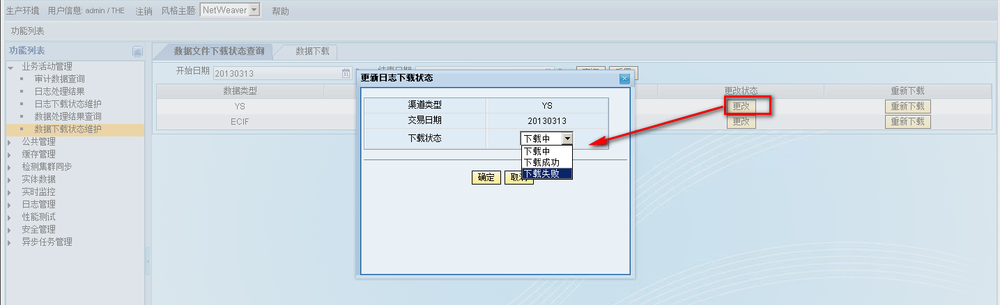 生产环境 用户信息: admin / THE 注销 风格主题: NetWeaver 帮助
功能列表
功能列表
业务活动管理
审计数据查询
日志处理结果
日志下载状态维护
数据处理结果查询
数据下载状态维护
公共管理
缓存管理
检测集群同步
实体数据
实时监控
日志管理
性能测试
安全管理
异步任务管理
数据文件下载状态查询 数据下载
开始日期 20130313 结束日期
数据类型 更改状态 重新下载
YS 更改 重新下载
ECIF 更改 重新下载
更新日志下载状态
渠道类型 YS
交易日期 20130313
下载状态 下载中
下载中
下载成功
下载失败
确定 取消